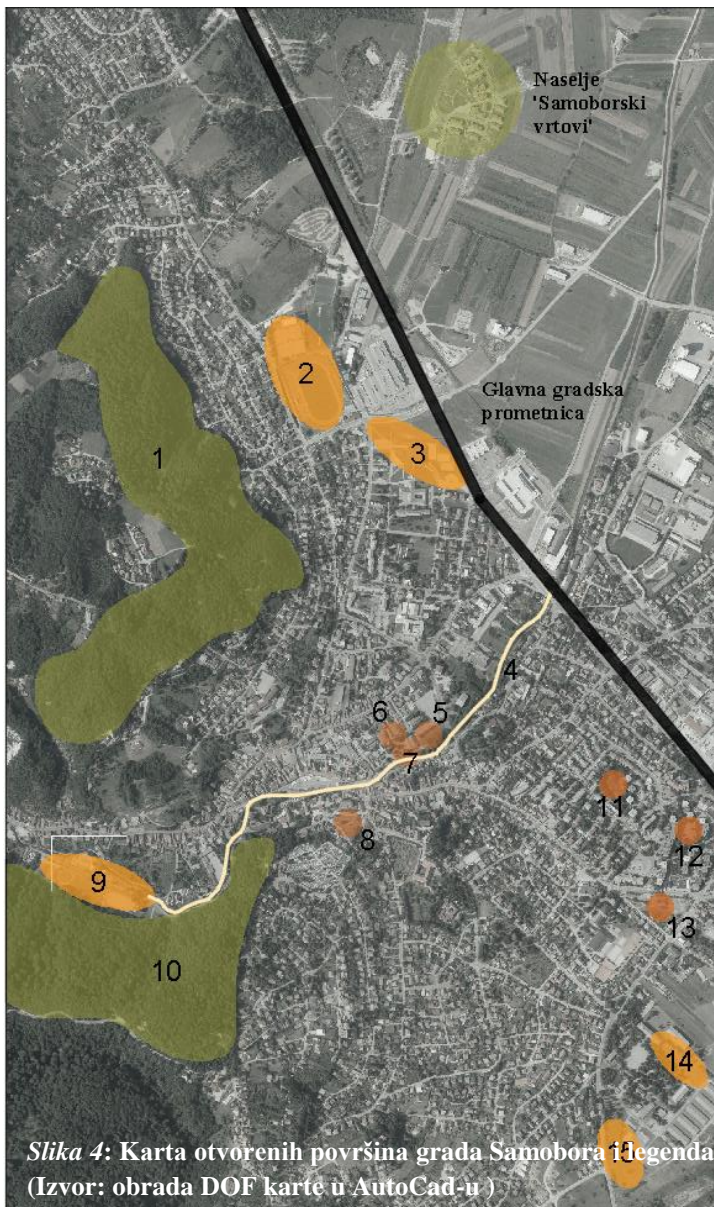 Naselje
'Samoborski
vrtovi'
2
Glavna gradska
prometnica
1
3
4
6
5
7
11
8
12
9
13
10
14
15
Slika 4: Karta otvorenih površina grada Samobora i legenda
(Izvor: obrada DOF karte u AutoCad-u )